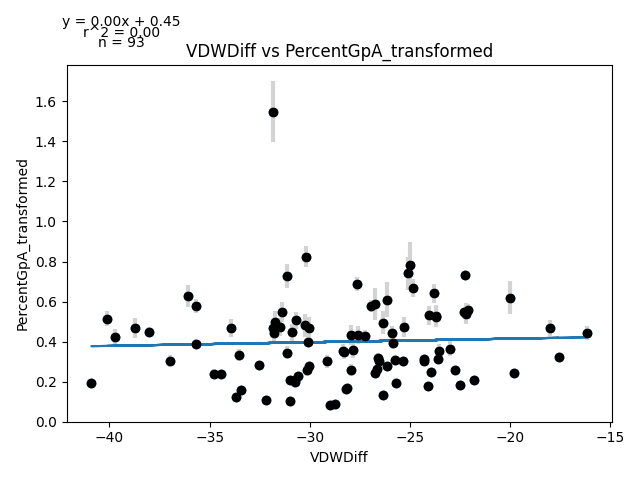 y = 0.00x + 0.45
r^2 = 0.00
n = 93
VDWDiff vs PercentGpA_transformed
PercentGpA_transformed
1.6
1.4
1.2
1.0
0.8
0.6
0.4
0.2
0.0
−40 −35 −30 −25 −20 −15
VDWDiff